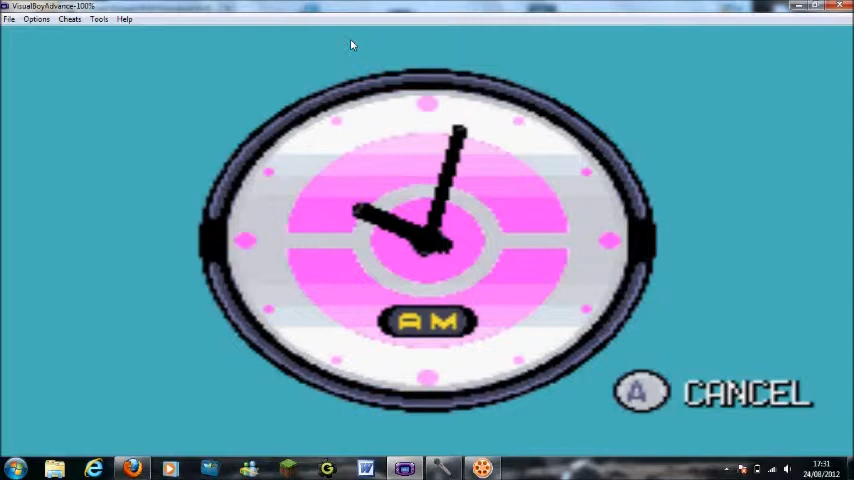 VisualBoyAdvance-100%
File Options Cheats Tools Help
AM
A CANCEL
17:31
24/08/2012